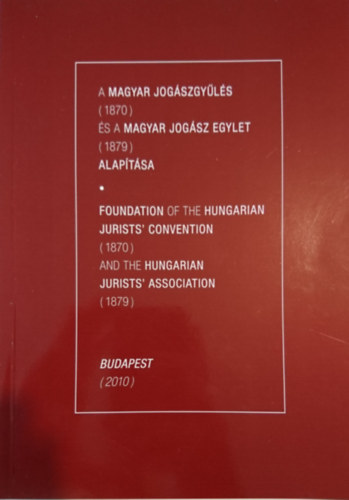 A MAGYAR JOGÁSZGYŰLÉS
(1870)
ÉS A MAGYAR JOGÁSZ EGYLET
(1879)
ALAPÍTÁSA
•
FOUNDATION OF THE HUNGARIAN
JURISTS' CONVENTION
(1870)
AND THE HUNGARIAN
JURISTS' ASSOCIATION
(1879)
BUDAPEST
(2010)